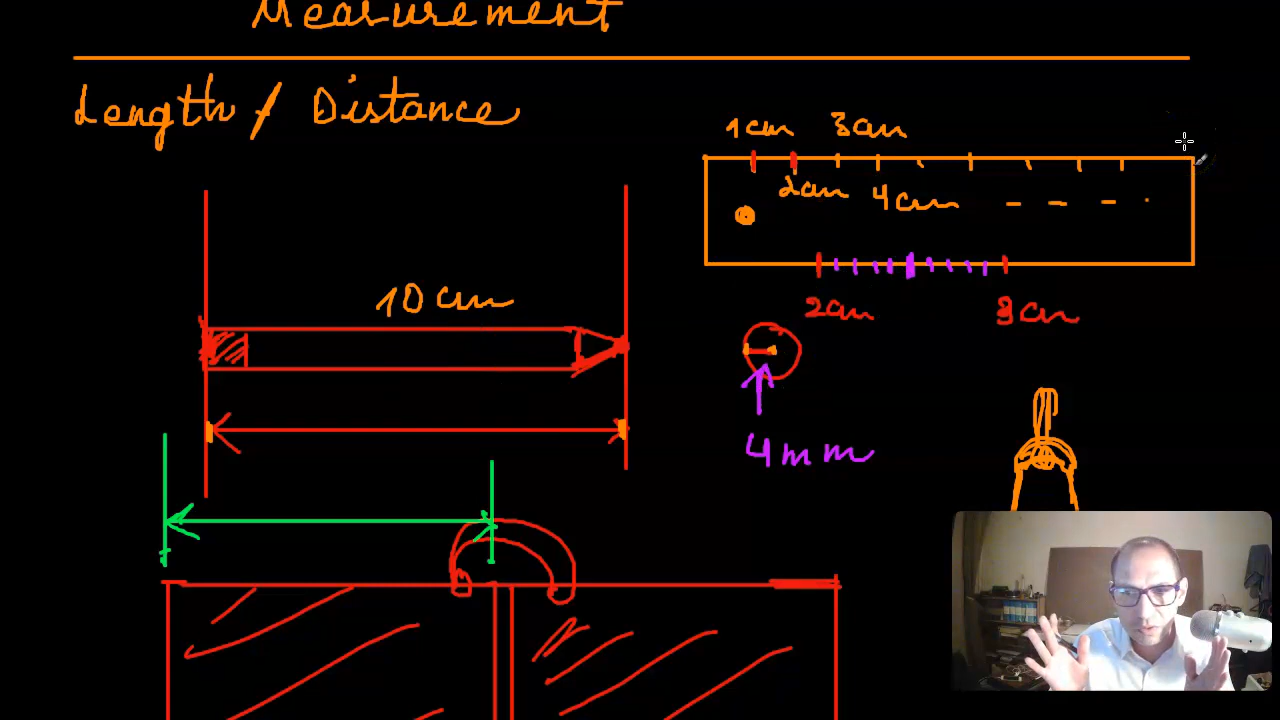 Measurement
Length / Distance
1cm 3cm
2cm 4cm
10 cm
2cm 3cm
4mm